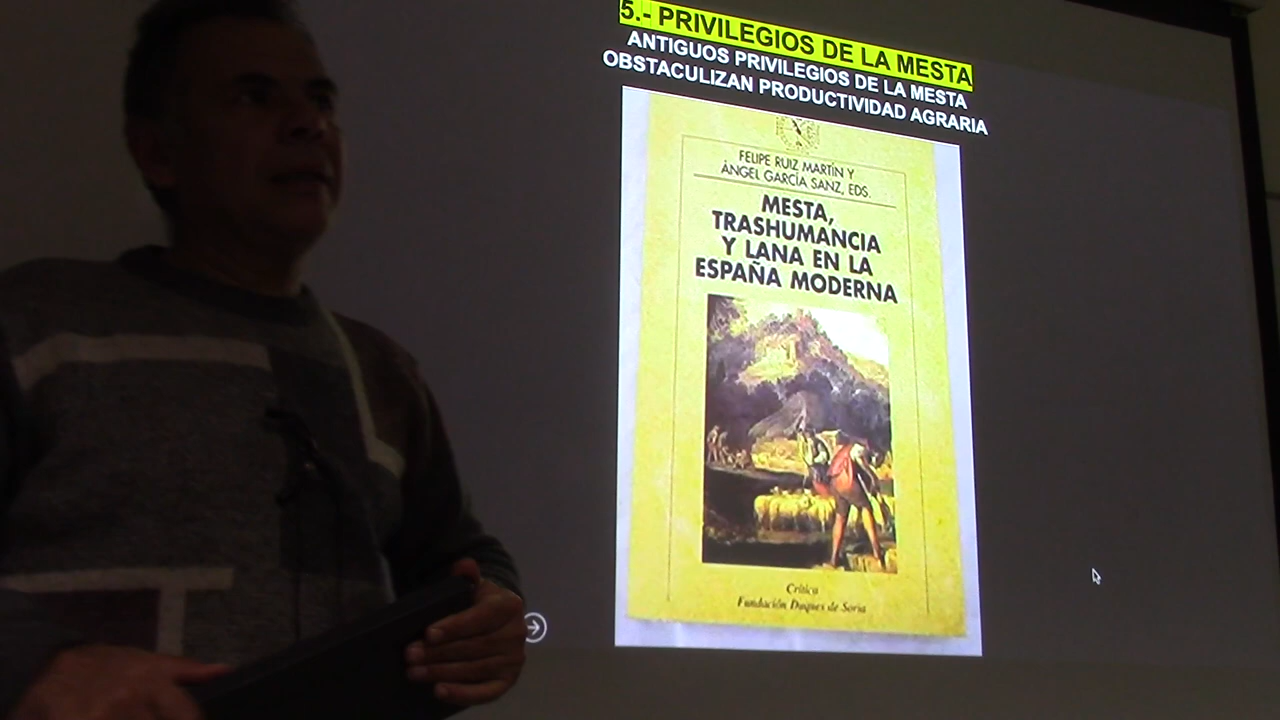 5.- PRIVILEGIOS DE LA MESTA
ANTIGUOS PRIVILEGIOS DE LA MESTA
OBSTACULIZAN PRODUCTIVIDAD AGRARIA
FELIPE RUIZ MARTÍN Y
ÁNGEL GARCÍA SANZ, EDS.
MESTA,
TRASHUMANCIA
Y LANA EN LA
ESPAÑA MODERNA
Crítica
Fundación Duques de Soria